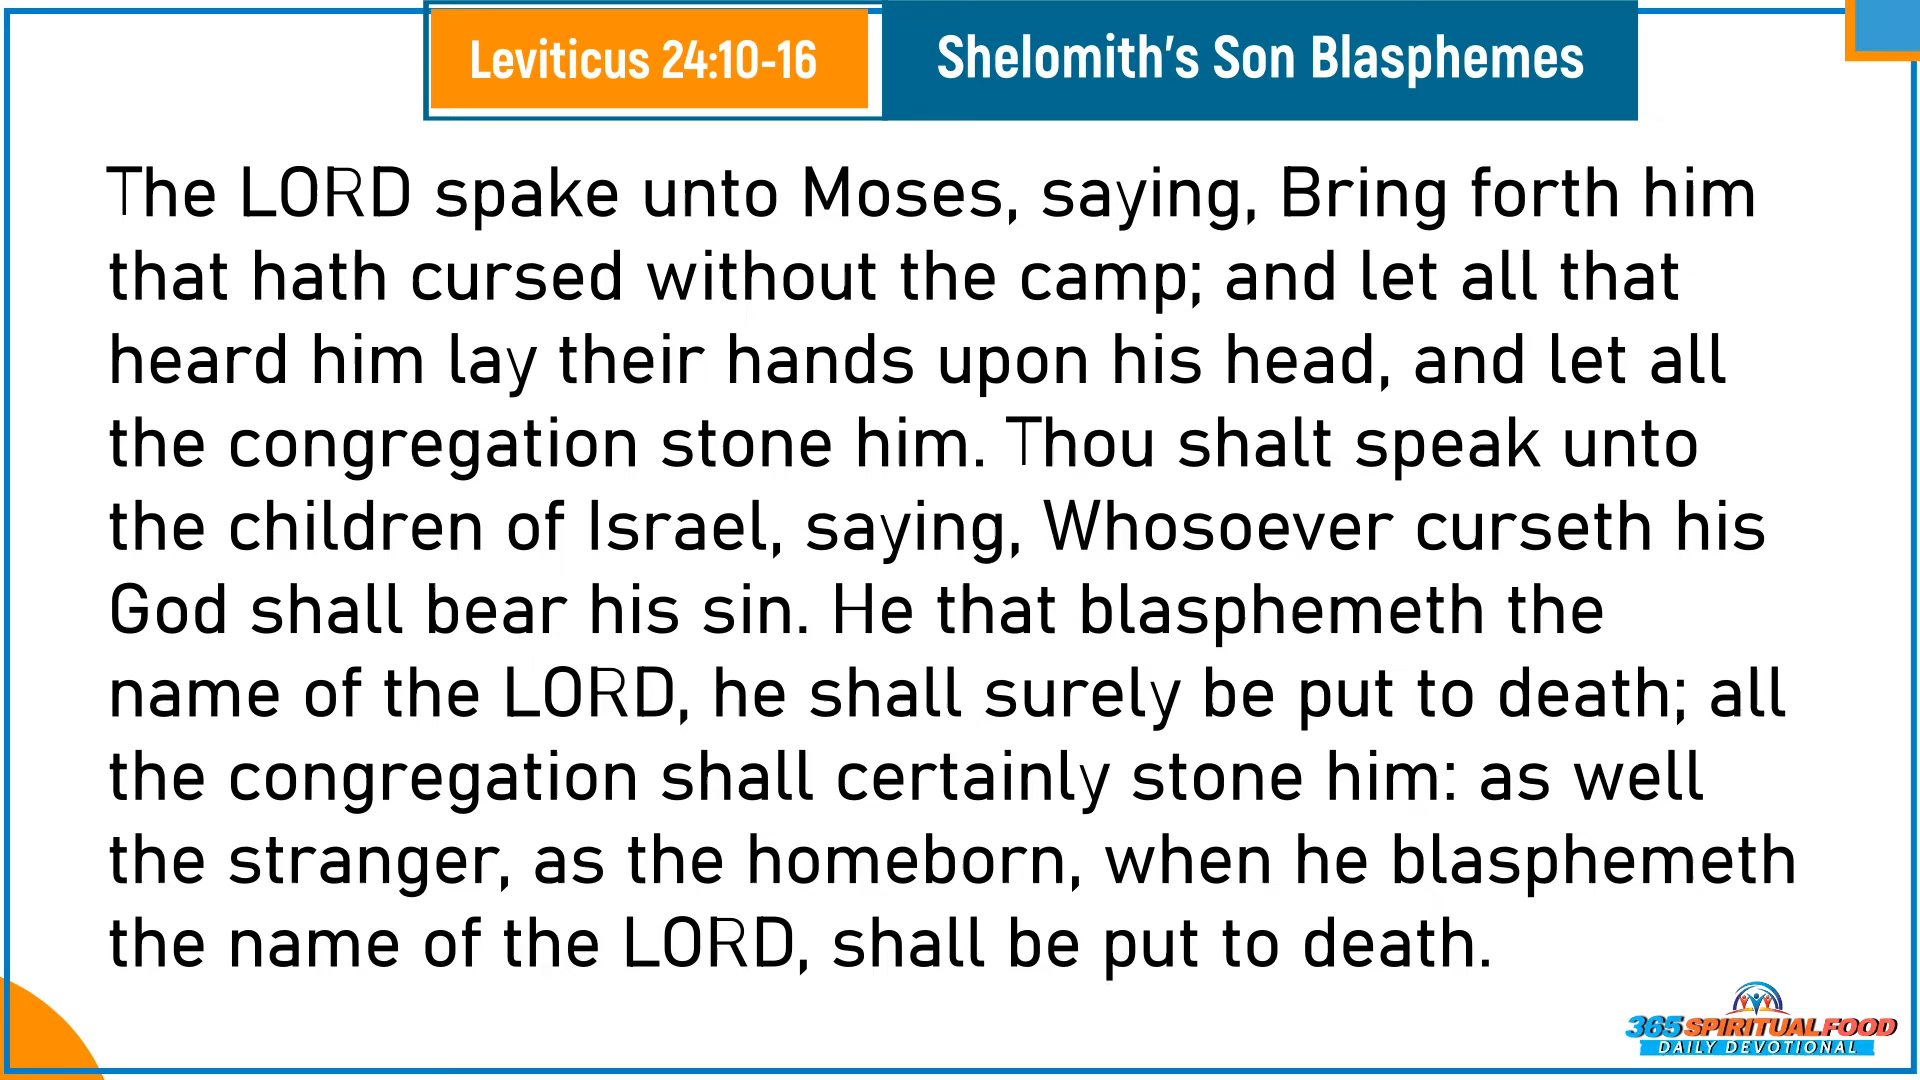 Leviticus 24:10-16
Shelomith's Son Blasphemes
The LORD spake unto Moses, saying, Bring forth him
that hath cursed without the camp; and let all that
heard him lay their hands upon his head, and let all
the congregation stone him. Thou shalt speak unto
the children of Israel, saying, Whosoever curseth his
God shall bear his sin. He that blasphemeth the
name of the LORD, he shall surely be put to death; all
the congregation shall certainly stone him: as well
the stranger, as the homeborn, when he blasphemeth
the name of the LORD, shall be put to death.
365 SPIRITUAL FOOD
DAILY DEVOTIONAL